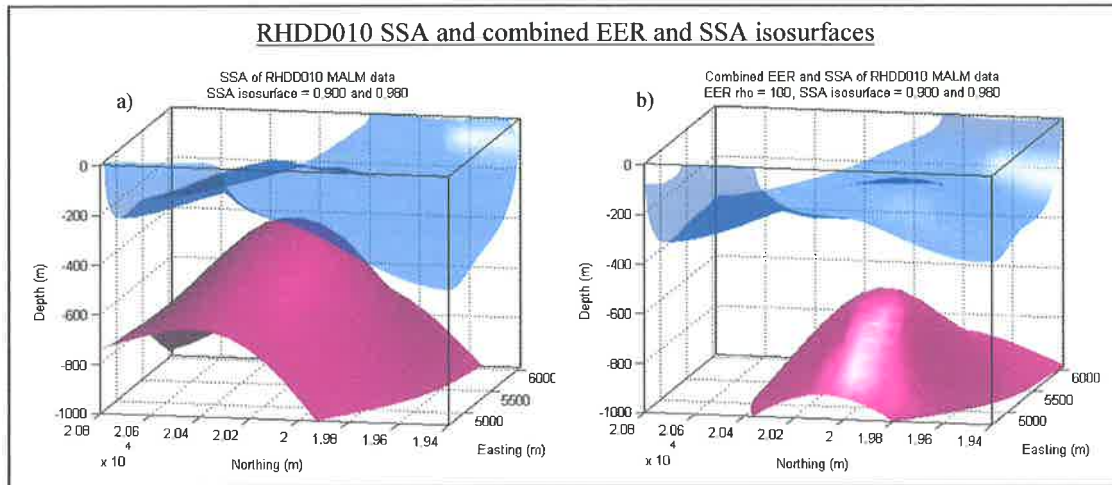 RHDD010 SSA and combined EER and SSA isosurfaces
a)
SSA of RHDD010 MALM data
SSA isosurface = 0.900 and 0.980
0
-200
-400
-600
-800
-1000
Depth (m)
2.08
2.06
2.04
2.02
2
1.98
1.96
1.94
x 10
4
Northing (m)
5000
5500
6000
Easting (m)
b)
Combined EER and SSA of RHDD010 MALM data
EER rho = 100, SSA isosurface = 0,900 and 0,980
0
-200
-400
-600
-800
-1000
Depth (m)
2.08
2.06
2.04
2.02
2
1.98
1.96
1.94
x 10
4
Northing (m)
5000
5500
6000
Easting (m)